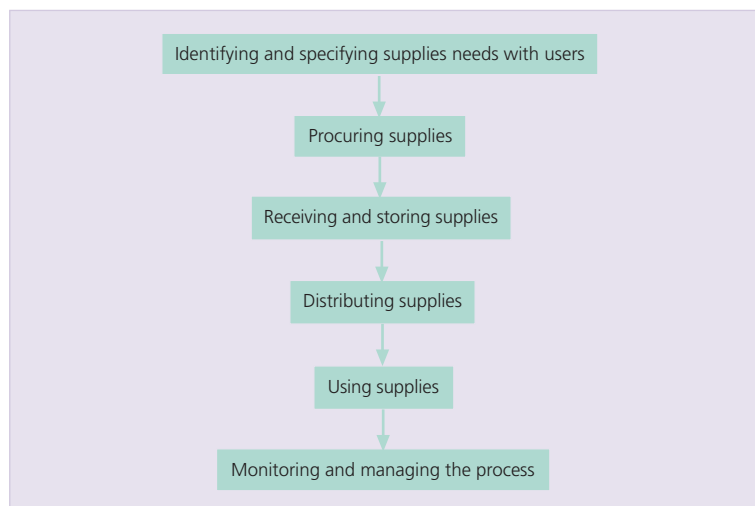 Identifying and specifying supplies needs with users
Procuring supplies
Receiving and storing supplies
Distributing supplies
Using supplies
Monitoring and managing the process